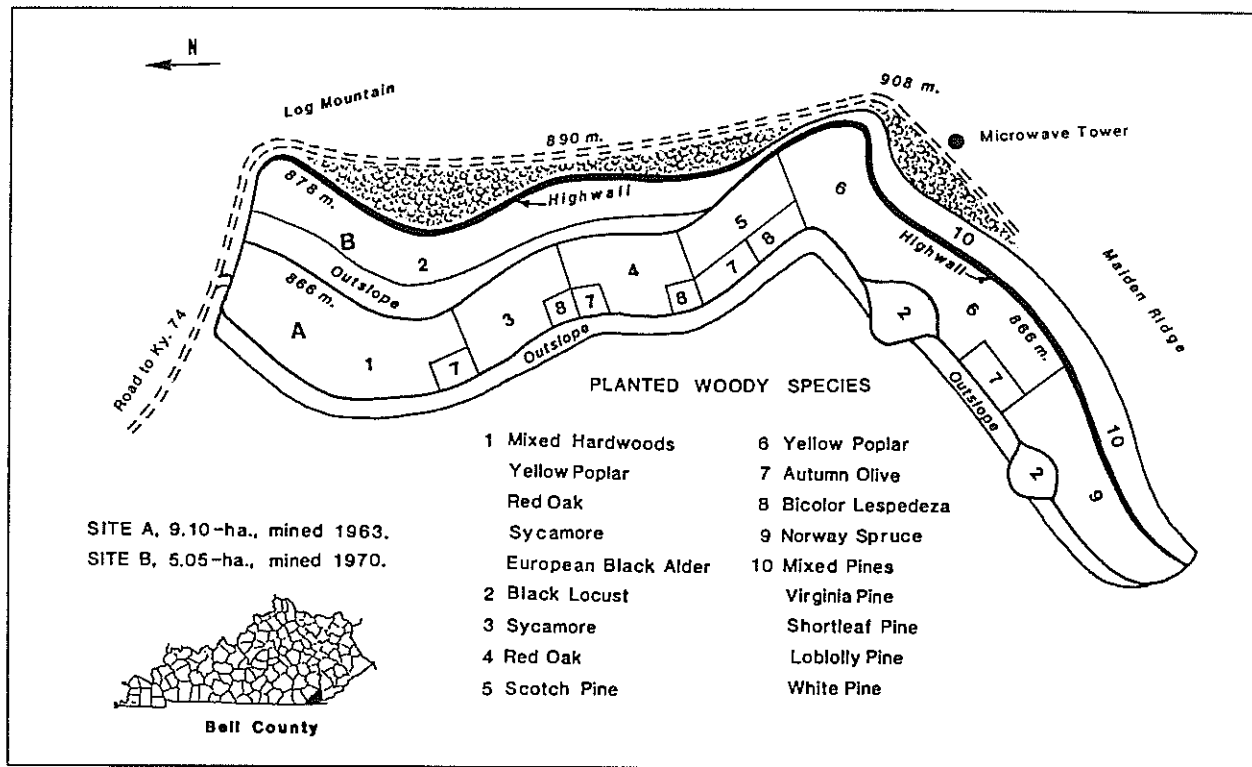 N
Log Mountain
908 m.
Microwave Tower
890 m.
878 m.
Highwall
B
2
Outslope
866 m.
A
1
7
3
8
7
4
8
7
8
5
6
Outslope
10
Highwall
6
866 m.
2
7
Outslope
2
9
10
Maiden Ridge
Road to Ky. 74
PLANTED WOODY SPECIES
1 Mixed Hardwoods
Yellow Poplar
Red Oak
Sycamore
European Black Alder
2 Black Locust
3 Sycamore
4 Red Oak
5 Scotch Pine
6 Yellow Poplar
7 Autumn Olive
8 Bicolor Lespedeza
9 Norway Spruce
10 Mixed Pines
Virginia Pine
Shortleaf Pine
Loblolly Pine
White Pine
SITE A, 9.10-ha., mined 1963.
SITE B, 5.05-ha., mined 1970.
Bell County